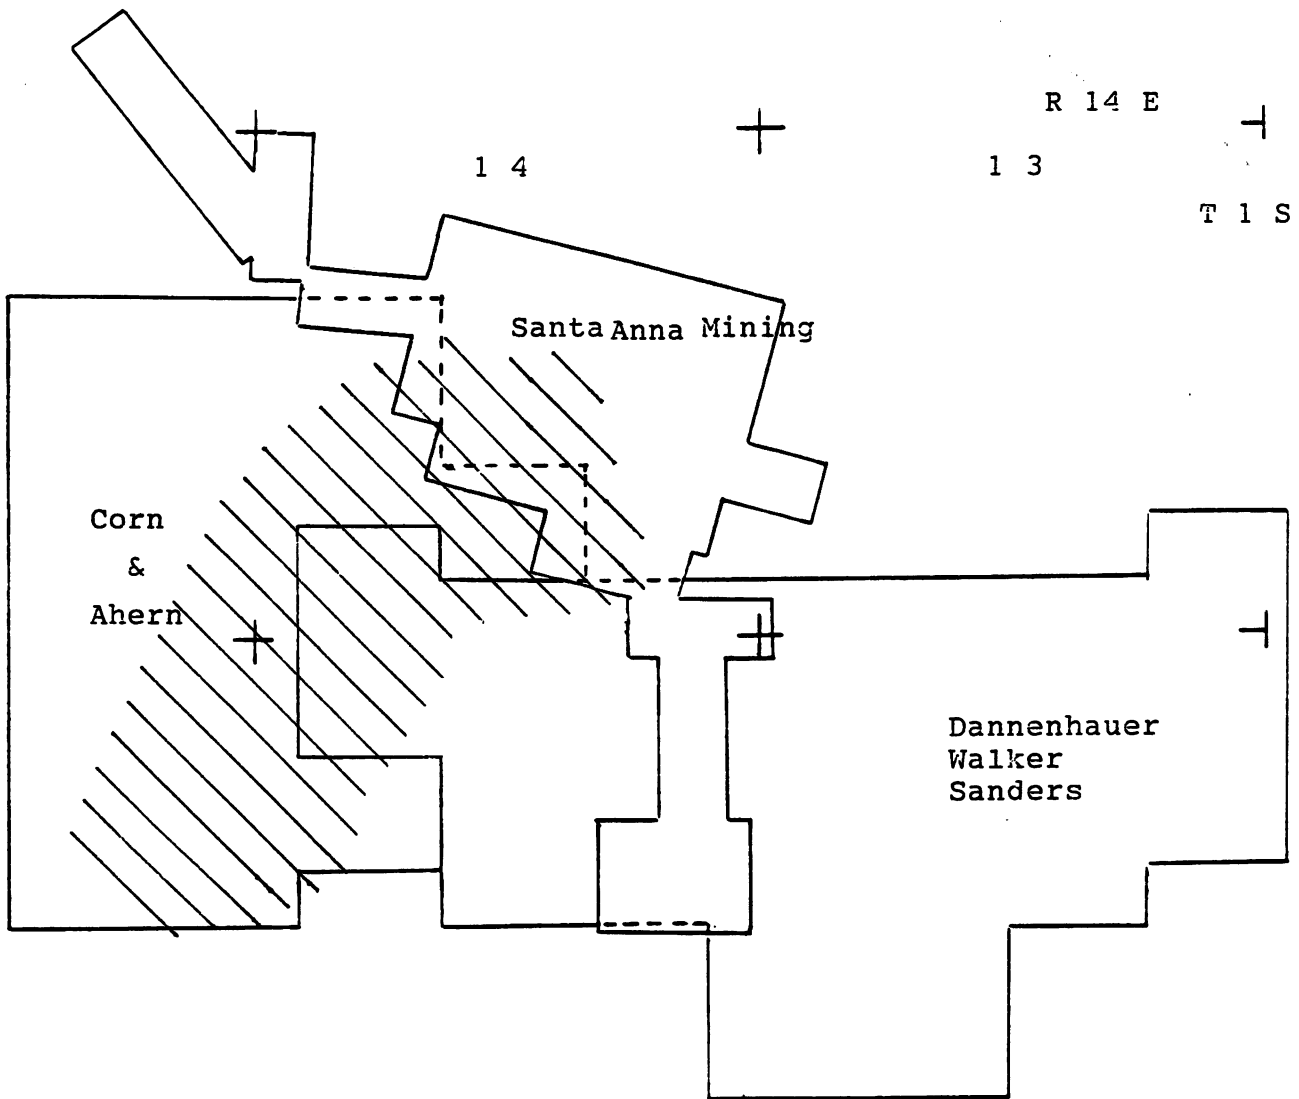 R 14 E
1 4
1 3
T 1 S
Santa Anna Mining
Corn
&
Ahern
Dannenhauer
Walker
Sanders